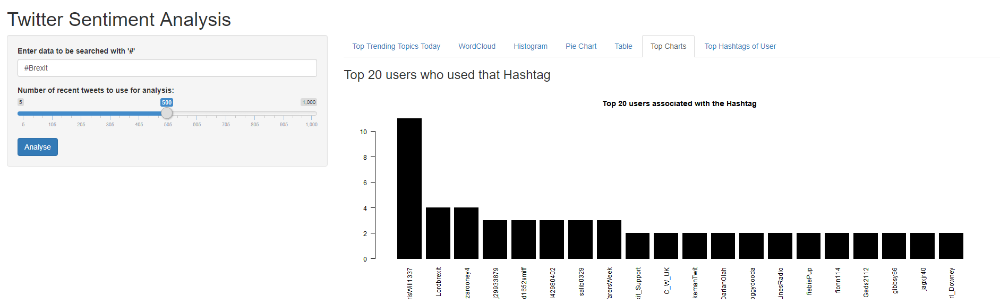 Twitter Sentiment Analysis
Enter data to be searched with '#'
#Brexit
Number of recent tweets to use for analysis:
5 500 1,000
5 105 205 305 405 505 605 705 805 905 1,000
Analyse
Top Trending Topics Today WordCloud Histogram Pie Chart Table Top Charts Top Hashtags of User
Top 20 users who used that Hashtag
Top 20 users associated with the Hashtag
10
8
6
4
2
0
risWill1337
Lordbrexit
zzarooney4
j29933879
d1652smiff
l42980402
salib0329
farersWeek
xit_Support
C_W_UK
kemanTwit
DarianOlah
oggydooda
LinesRadio
fiebiePup
fionn114
Geds2112
gibbsy66
jagxjr40
rl_Downey